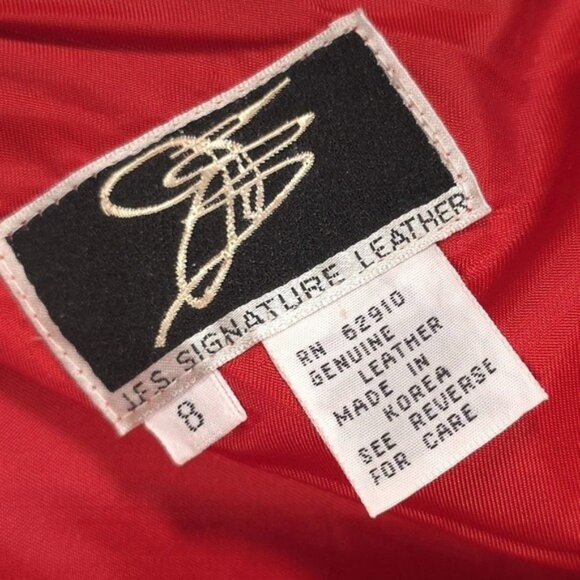 J.F.S. SIGNATURE LEATHER
8
RN 62910
GENUINE
LEATHER
MADE IN
KOREA
SEE REVERSE
FOR CARE